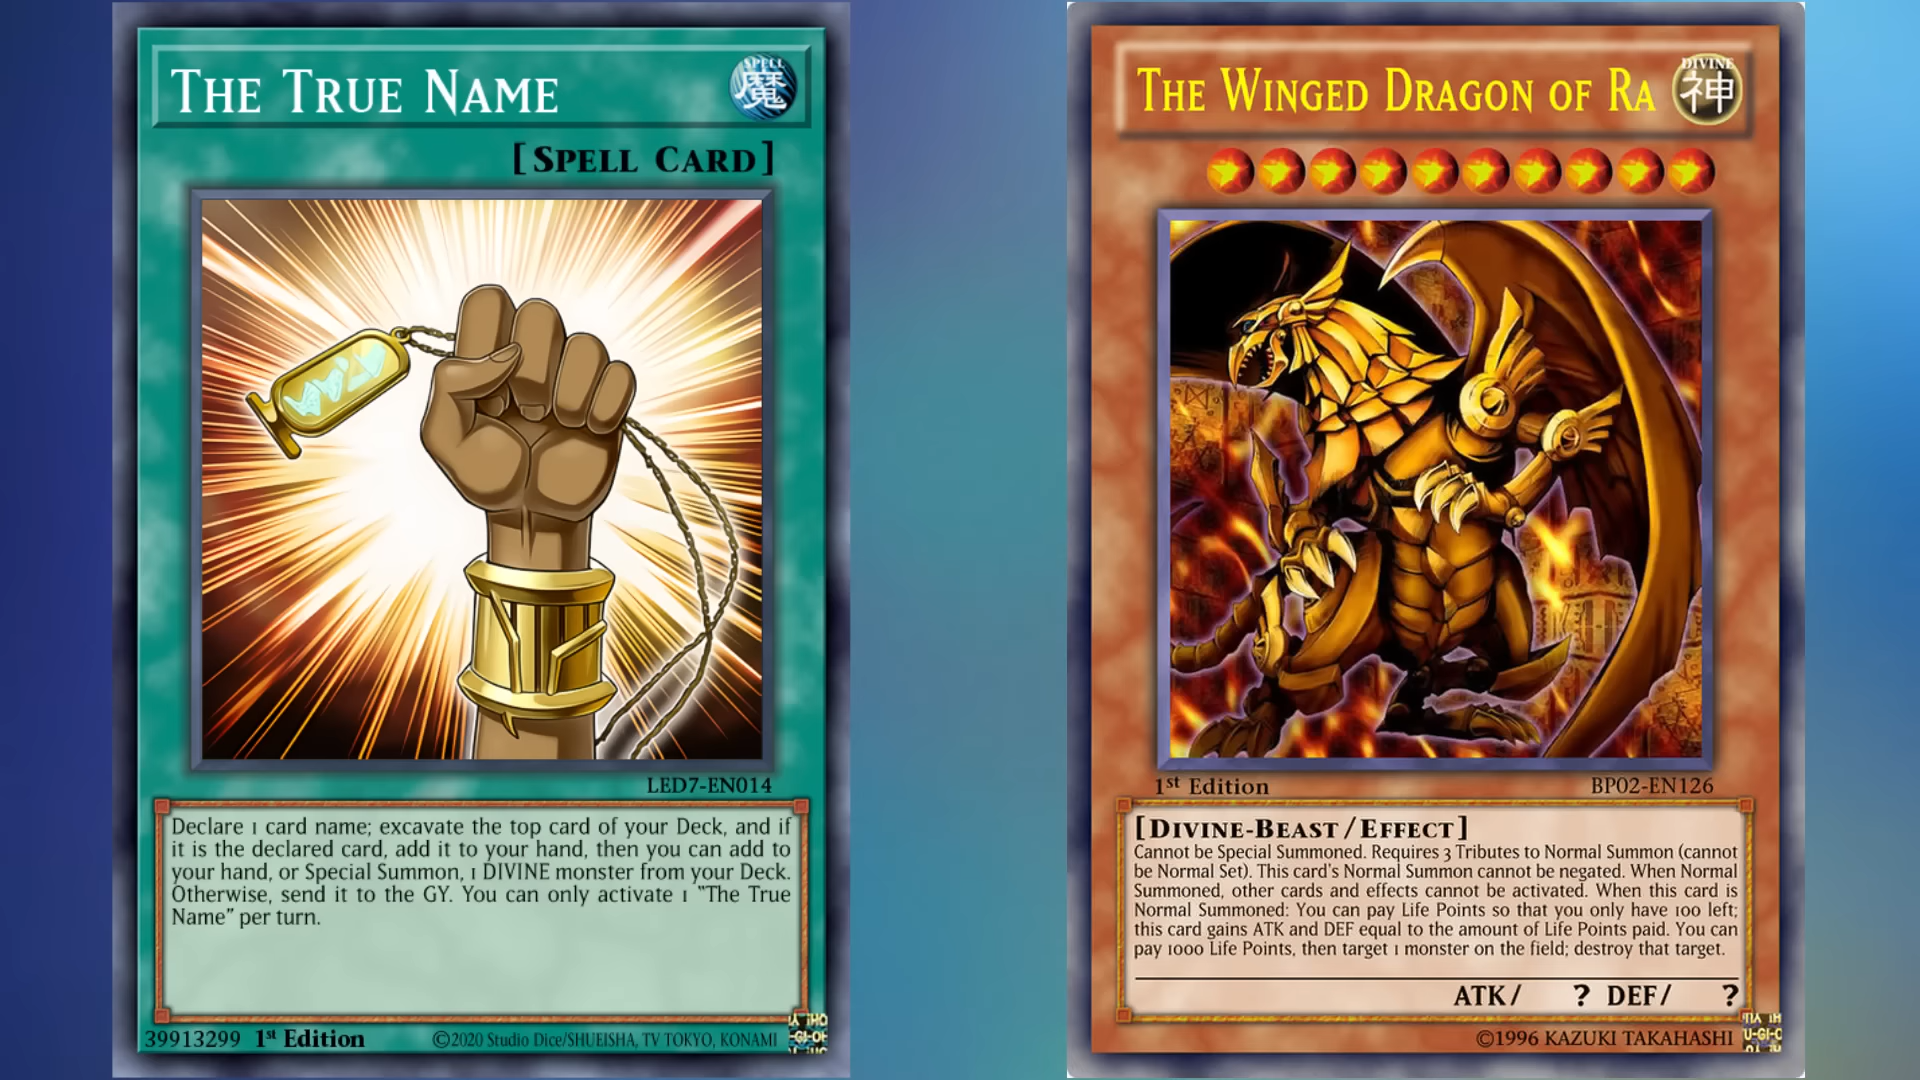 THE TRUE NAME
SPELL
魔
[SPELL CARD]
LED7-EN014
Declare 1 card name; excavate the top card of your Deck, and if
it is the declared card, add it to your hand, then you can add to
your hand, or Special Summon, 1 DIVINE monster from your Deck.
Otherwise, send it to the GY. You can only activate 1 "The True
Name" per turn.
39913299 1st Edition ©2020 Studio Dice/SHUEISHA, TV TOKYO, KONAMI
THE WINGED DRAGON OF RA
DIVINE
神
1st Edition BP02-EN126
[DIVINE-BEAST/EFFECT]
Cannot be Special Summoned. Requires 3 Tributes to Normal Summon (cannot
be Normal Set). This card's Normal Summon cannot be negated. When Normal
Summoned, other cards and effects cannot be activated. When this card is
Normal Summoned: You can pay Life Points so that you only have 100 left;
this card gains ATK and DEF equal to the amount of Life Points paid. You can
pay 1000 Life Points, then target 1 monster on the field; destroy that target.
ATK/ ? DEF/ ?
©1996 KAZUKI TAKAHASHI